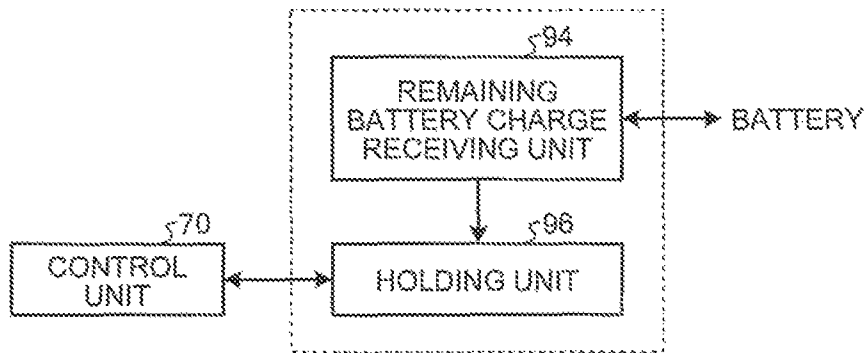 94
REMAINING
BATTERY CHARGE
RECEIVING UNIT
BATTERY
70
CONTROL
UNIT
96
HOLDING UNIT